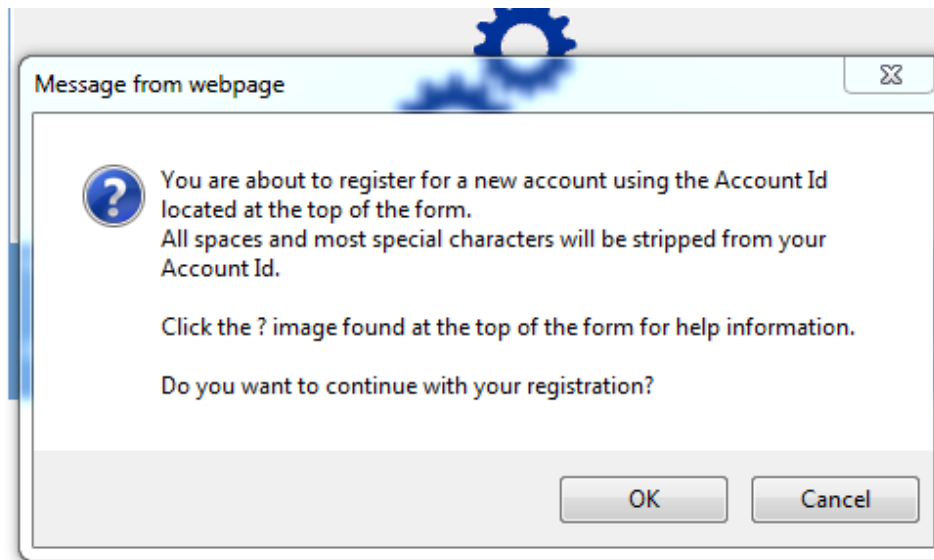 Message from webpage
You are about to register for a new account using the Account Id
located at the top of the form.
All spaces and most special characters will be stripped from your
Account Id.
Click the ? image found at the top of the form for help information.
Do you want to continue with your registration?
OK
Cancel